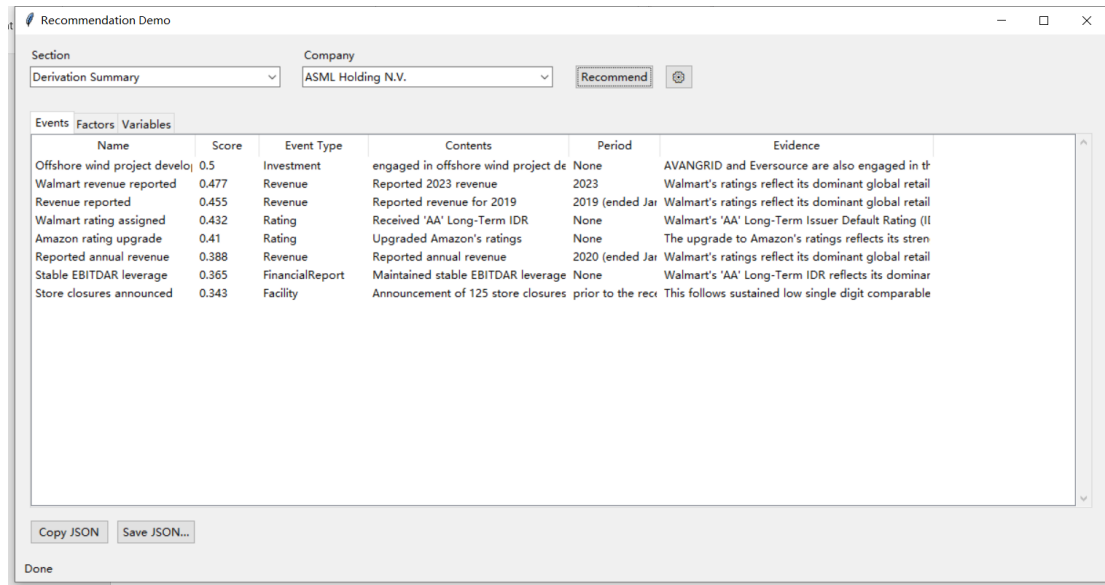 Recommendation Demo
Section Company
Derivation Summary ASML Holding N.V. Recommend
Events Factors Variables
Name Score Event Type Contents Period Evidence
Offshore wind project develo 0.5 Investment engaged in offshore wind project de None AVANGRID and Eversource are also engaged in th
Walmart revenue reported 0.477 Revenue Reported 2023 revenue 2023 Walmart's ratings reflect its dominant global retail
Revenue reported 0.455 Revenue Reported revenue for 2019 2019 (ended Jar Walmart's ratings reflect its dominant global retail
Walmart rating assigned 0.432 Rating Received 'AA' Long-Term IDR None Walmart's 'AA' Long-Term Issuer Default Rating (II
Amazon rating upgrade 0.41 Rating Upgraded Amazon's ratings None The upgrade to Amazon's ratings reflects its stren
Reported annual revenue 0.388 Revenue Reported annual revenue 2020 (ended Jar Walmart's ratings reflect its dominant global retail
Stable EBITDAR leverage 0.365 FinancialReport Maintained stable EBITDAR leverage None Walmart's 'AA' Long-Term IDR reflects its dominar
Store closures announced 0.343 Facility Announcement of 125 store closures prior to the rece This follows sustained low single digit comparable
Copy JSON Save JSON...
Done